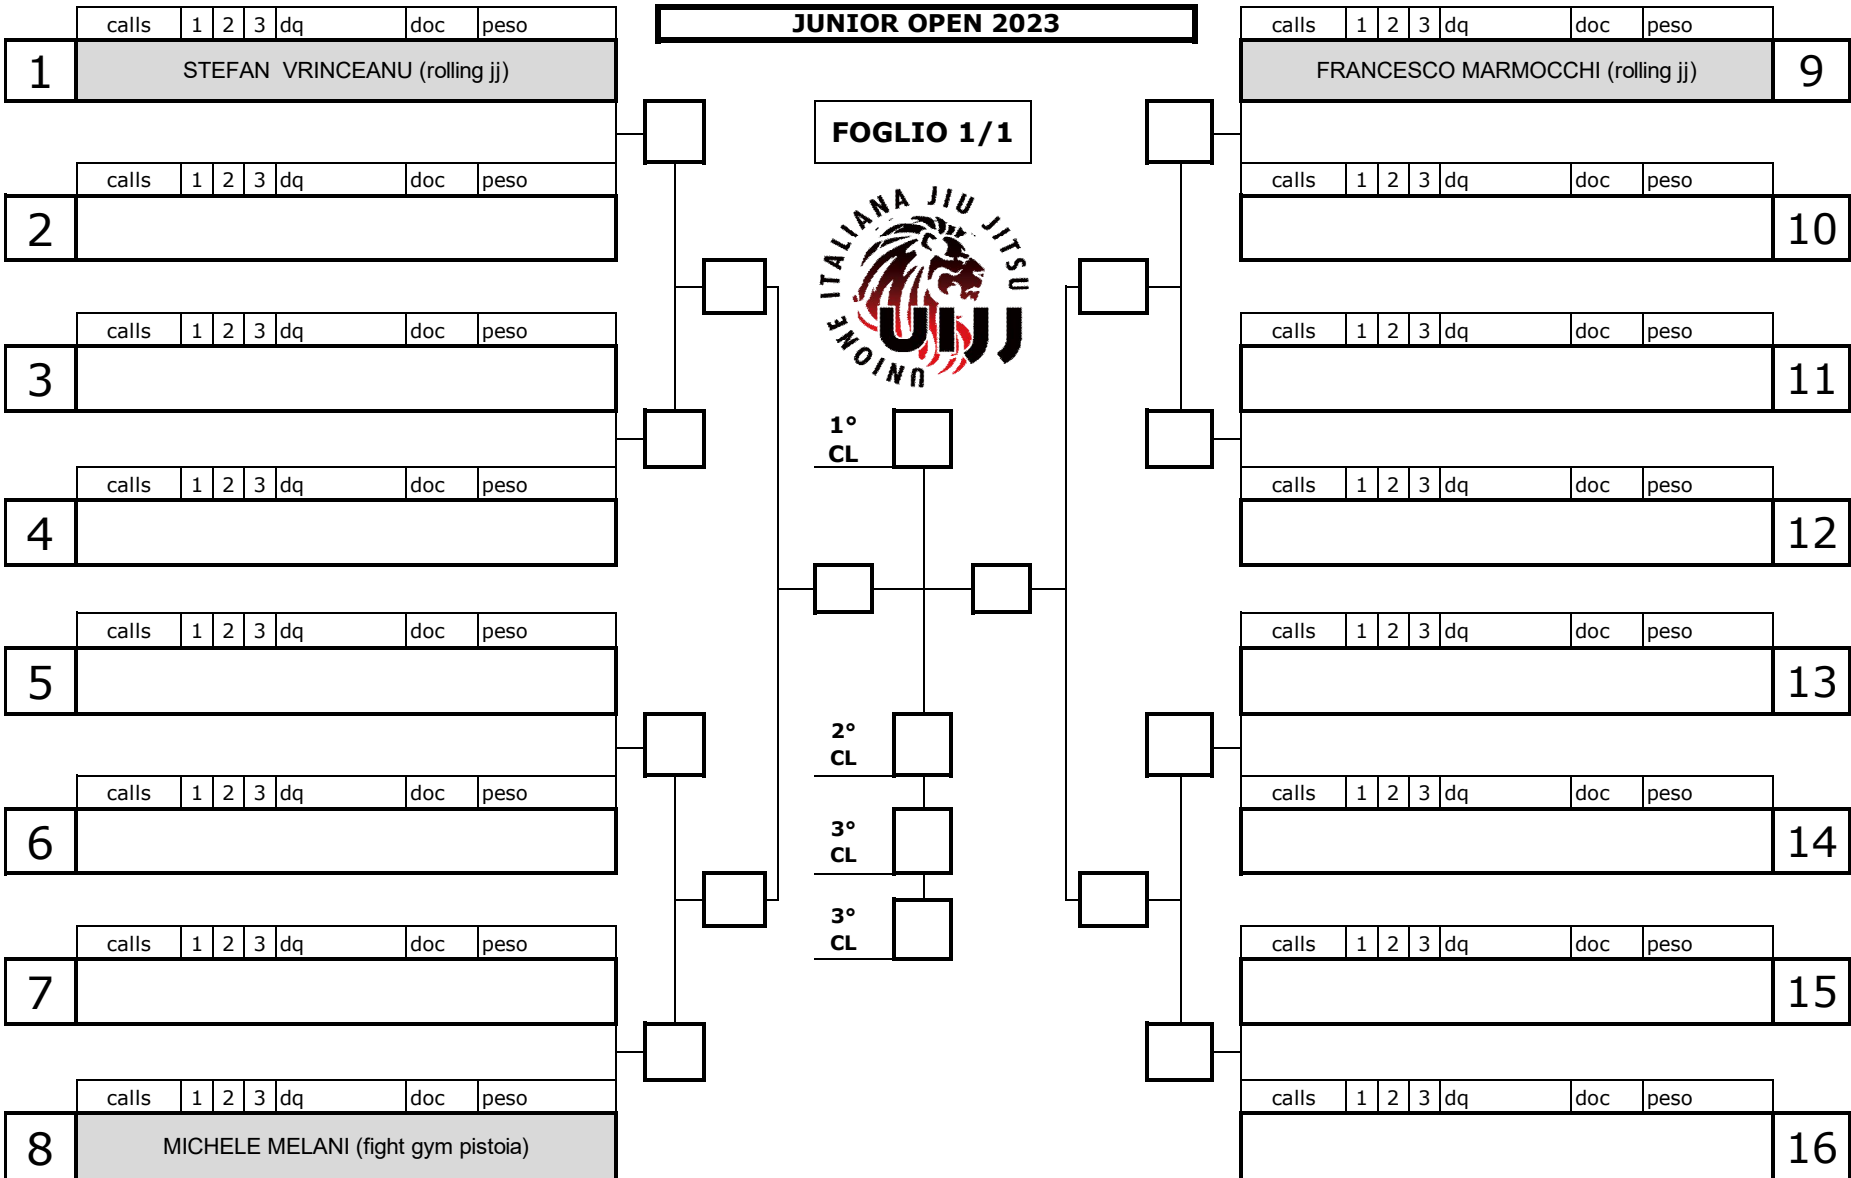 JUNIOR OPEN 2023
calls 1 2 3 dq doc peso
1 STEFAN VRINCEANU (rolling jj)
calls 1 2 3 dq doc peso
2
calls 1 2 3 dq doc peso
3
calls 1 2 3 dq doc peso
4
calls 1 2 3 dq doc peso
5
calls 1 2 3 dq doc peso
6
calls 1 2 3 dq doc peso
7
calls 1 2 3 dq doc peso
8 MICHELE MELANI (fight gym pistoia)
FOGLIO 1/1
UNIONE ITALIANA JIU JITSU
UIJJ
1°
CL
2°
CL
3°
CL
3°
CL
calls 1 2 3 dq doc peso
FRANCESCO MARMOCCHI (rolling jj) 9
calls 1 2 3 dq doc peso
10
calls 1 2 3 dq doc peso
11
calls 1 2 3 dq doc peso
12
calls 1 2 3 dq doc peso
13
calls 1 2 3 dq doc peso
14
calls 1 2 3 dq doc peso
15
calls 1 2 3 dq doc peso
16